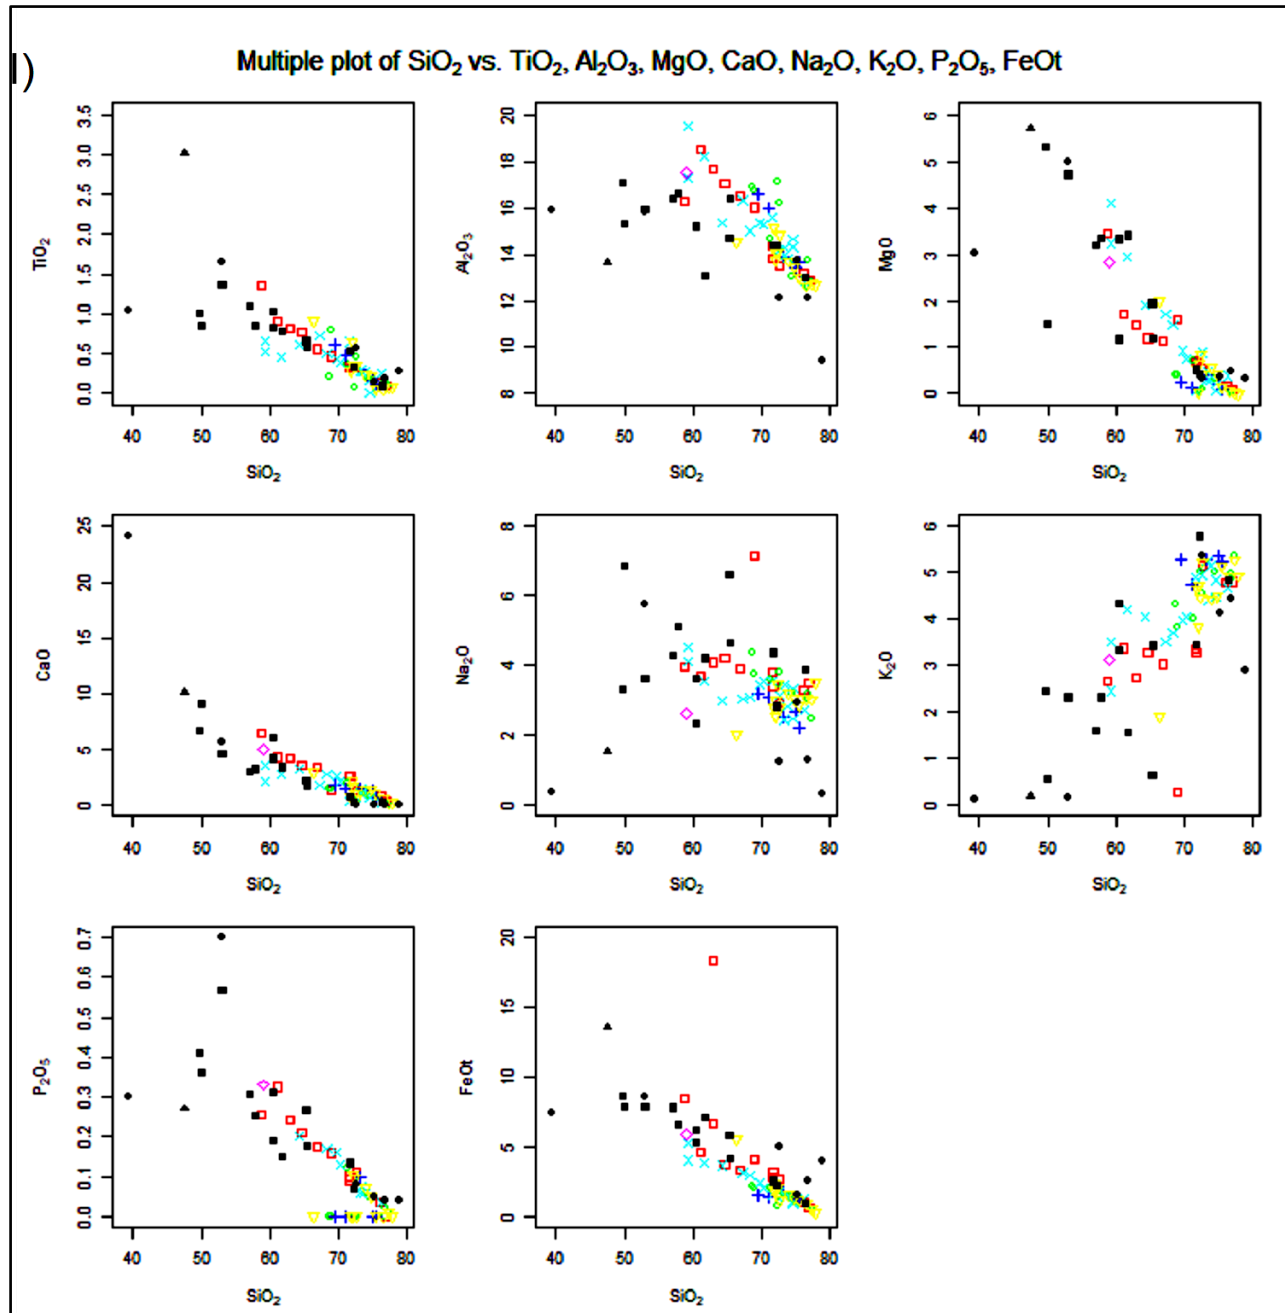 l)
Multiple plot of SiO₂ vs. TiO₂, Al₂O₃, MgO, CaO, Na₂O, K₂O, P₂O₅, FeOt
TiO₂
0.0 0.5 1.0 1.5 2.0 2.5 3.0 3.5
40 50 60 70 80
SiO₂
Al₂O₃
8 10 12 14 16 18 20
40 50 60 70 80
SiO₂
MgO
0 1 2 3 4 5 6
40 50 60 70 80
SiO₂
CaO
0 5 10 15 20 25
40 50 60 70 80
SiO₂
Na₂O
0 2 4 6 8
40 50 60 70 80
SiO₂
K₂O
0 1 2 3 4 5 6
40 50 60 70 80
SiO₂
P₂O₅
0.0 0.1 0.2 0.3 0.4 0.5 0.6 0.7
40 50 60 70 80
SiO₂
FeOt
0 5 10 15 20
40 50 60 70 80
SiO₂